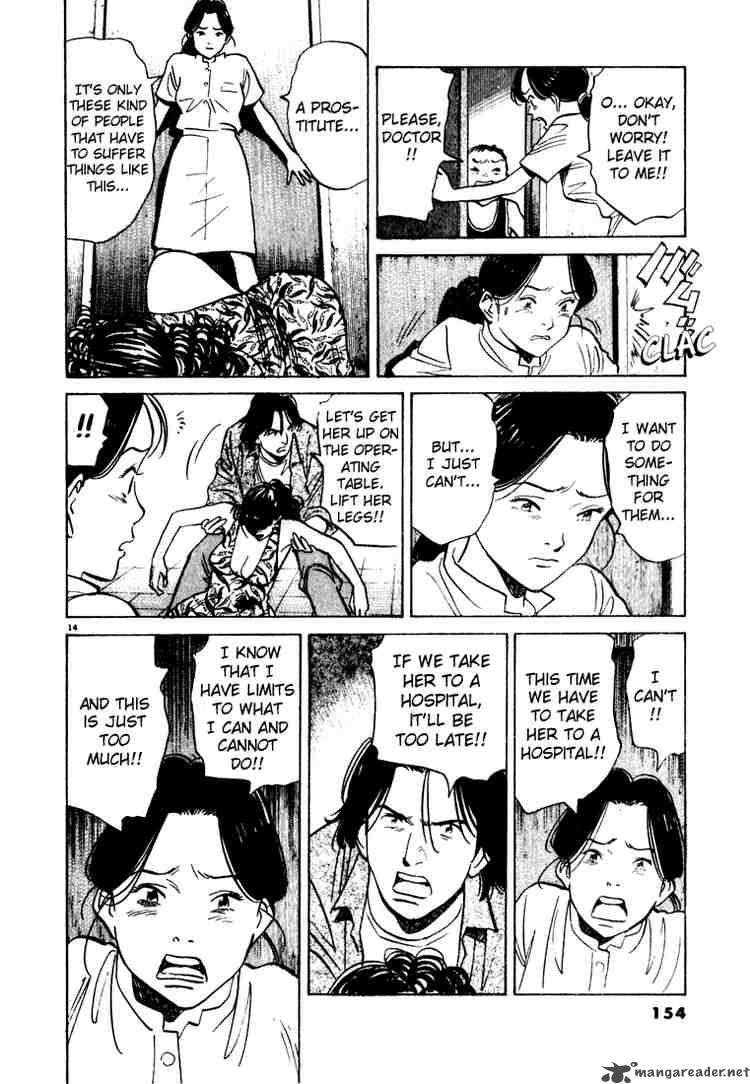 O... OKAY,
DON'T
WORRY!
LEAVE IT
TO ME!!
PLEASE,
DOCTOR
!!
バタ
CLAC
A PROS-
TITUTE...
IT'S ONLY
THESE KIND
OF PEOPLE
THAT HAVE
TO SUFFER
THINGS LIKE
THIS...
I WANT
TO DO
SOME-
THING
FOR
THEM...
BUT...
I JUST
CAN'T...
LET'S GET
HER UP ON
THE OPER-
ATING
TABLE.
LIFT HER
LEGS!!
!!
14
I
CAN'T
!!
THIS TIME
WE HAVE
TO TAKE
HER TO A
HOSPITAL!!
IF WE TAKE
HER TO A
HOSPITAL,
IT'LL BE
TOO LATE!!
I KNOW
THAT I
HAVE LIMITS
TO WHAT
I CAN AND
CANNOT
DO!!
AND THIS
IS JUST
TOO
MUCH!!
154
mangareader.net